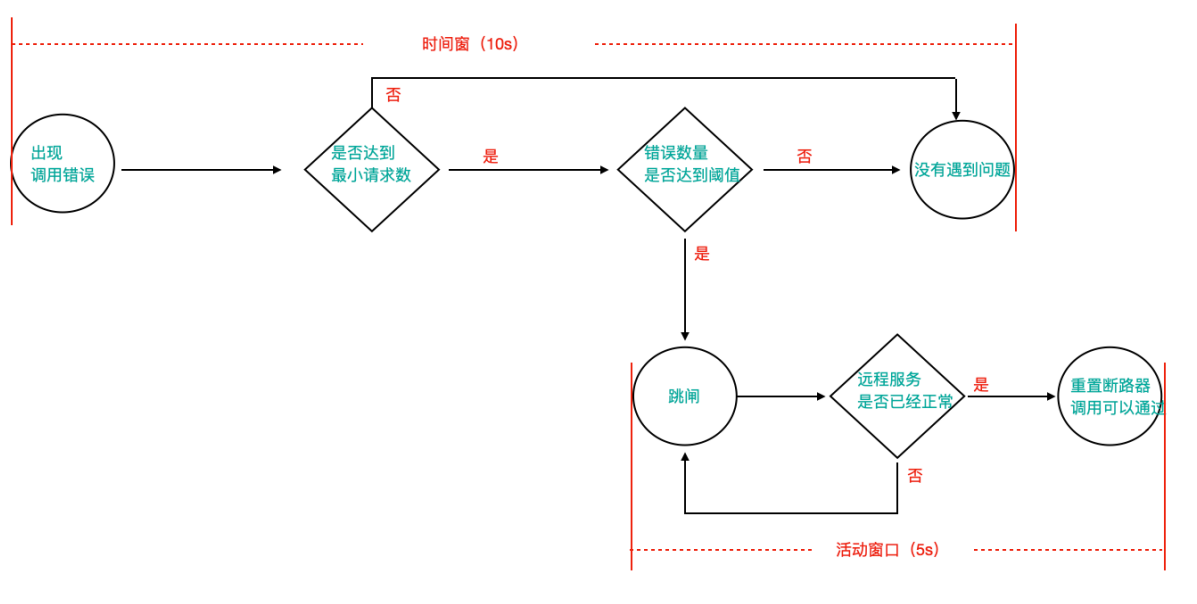 时间窗（10s）
否
出现
调用错误
是否达到
最小请求数
是
错误数量
是否达到阈值
否
没有遇到问题
是
跳闸
远程服务
是否已经正常
是
重置断路器
调用可以通过
否
活动窗口（5s）